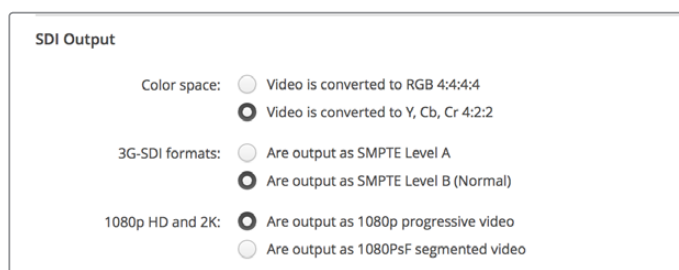 SDI Output
Color space: Video is converted to RGB 4:4:4:4
Video is converted to Y, Cb, Cr 4:2:2
3G-SDI formats: Are output as SMPTE Level A
Are output as SMPTE Level B (Normal)
1080p HD and 2K: Are output as 1080p progressive video
Are output as 1080PsF segmented video